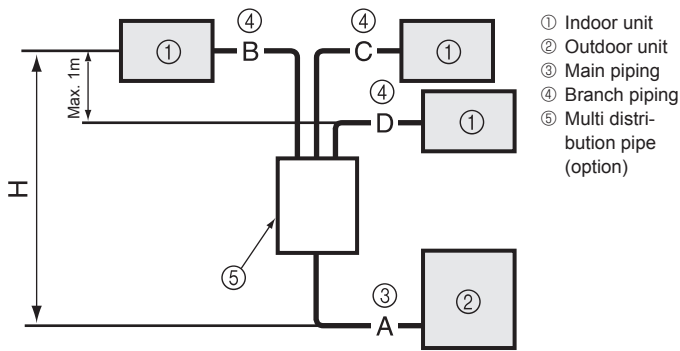 ④
④
①
B
C
①
Max. 1m
④
D
①
H
⑤
③
A
②
① Indoor unit
② Outdoor unit
③ Main piping
④ Branch piping
⑤ Multi distri-
bution pipe
(option)